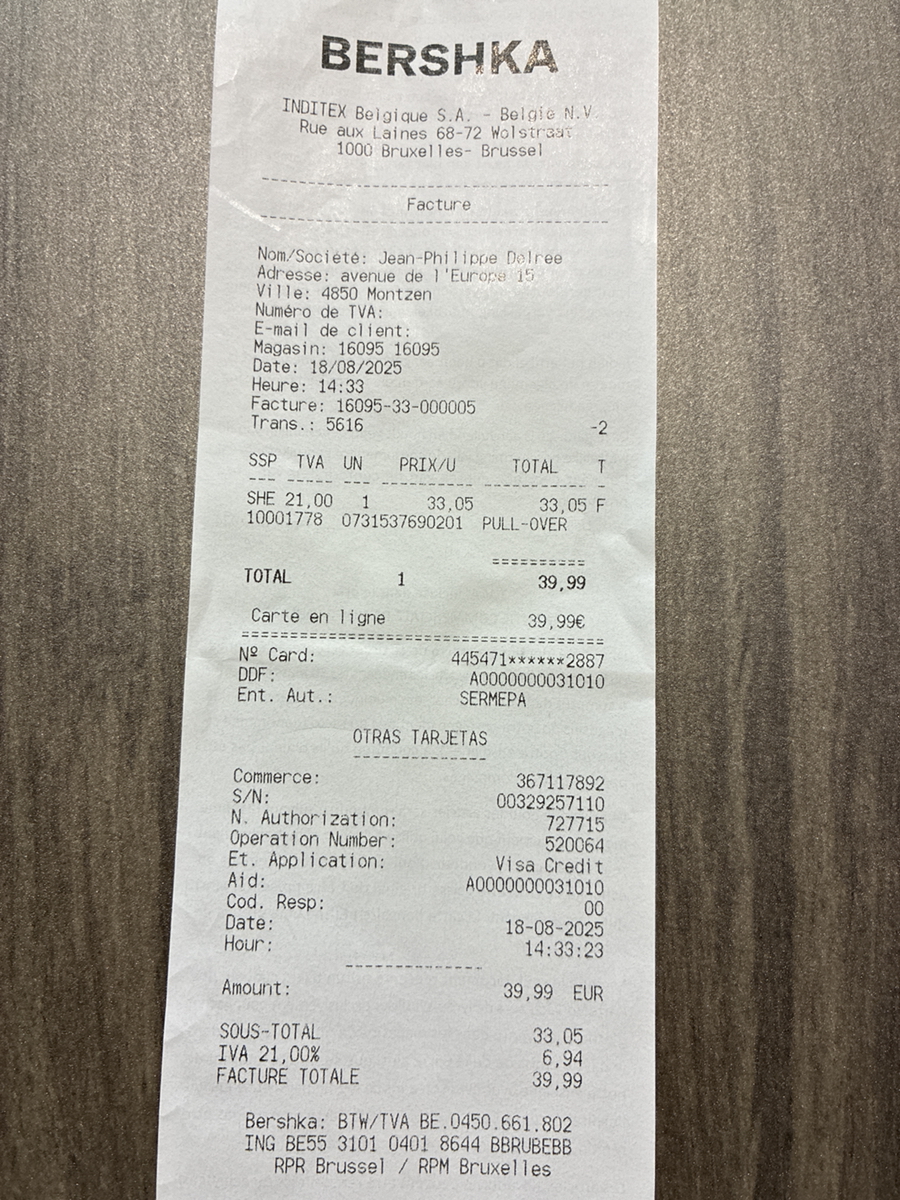 BERSHKA
INDITEX Belgique S.A. - Belgie N.V.
Rue aux Laines 68-72 Wolstraat
1000 Bruxelles- Brussel
Facture
Nom/Société: Jean-Philippe Delree
Adresse: avenue de l'Europe 15
Ville: 4850 Montzen
Numéro de TVA:
E-mail de client:
Magasin: 16095 16095
Date: 18/08/2025
Heure: 14:33
Facture: 16095-33-000005
Trans.: 5616 -2
SSP TVA UN PRIX/U TOTAL T
SHE 21,00 1 33,05 33,05 F
10001778 0731537690201 PULL-OVER
TOTAL 1 39,99
Carte en ligne 39,99€
Nº Card: 445471******2887
DDF: A0000000031010
Ent. Aut.: SERMEPA
OTRAS TARJETAS
Commerce: 367117892
S/N: 00329257110
N. Authorization: 727715
Operation Number: 520064
Et. Application: Visa Credit
Aid: A0000000031010
Cod. Resp: 00
Date: 18-08-2025
Hour: 14:33:23
Amount: 39,99 EUR
SOUS-TOTAL 33,05
IVA 21,00% 6,94
FACTURE TOTALE 39,99
Bershka: BTW/TVA BE.0450.661.802
ING BE55 3101 0401 8644 BBRUBEBB
RPR Brussel / RPM Bruxelles